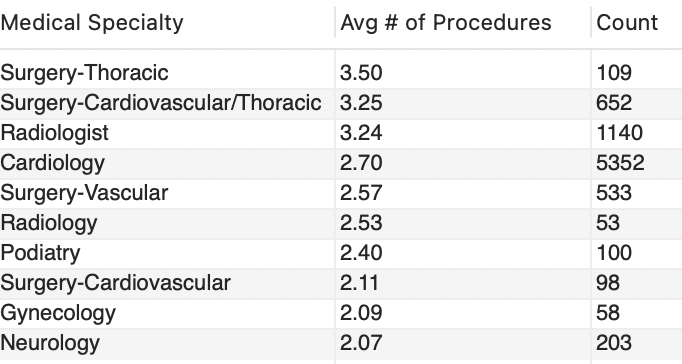 Medical Specialty Avg # of Procedures Count
Surgery-Thoracic 3.50 109
Surgery-Cardiovascular/Thoracic 3.25 652
Radiologist 3.24 1140
Cardiology 2.70 5352
Surgery-Vascular 2.57 533
Radiology 2.53 53
Podiatry 2.40 100
Surgery-Cardiovascular 2.11 98
Gynecology 2.09 58
Neurology 2.07 203